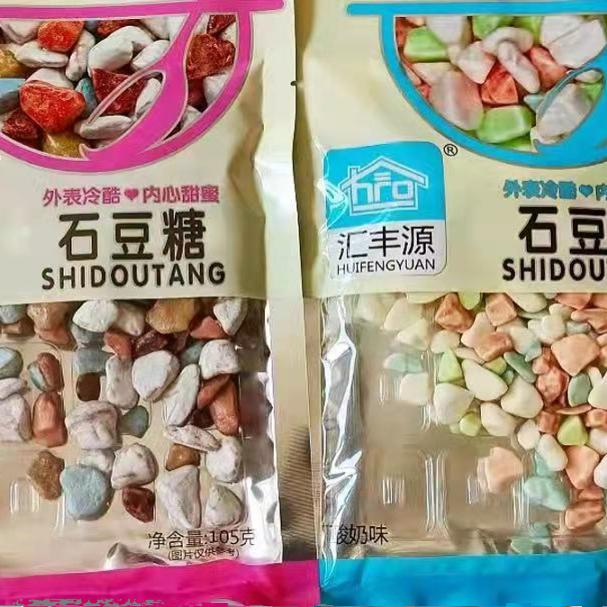 外表冷酷❤内心甜蜜
石豆糖
SHIDOUTANG
净含量:105克
(图片仅供参考)
hro
®
汇丰源
HUIFENGYUAN
外表冷酷❤内
石豆
SHIDOU
酸奶味